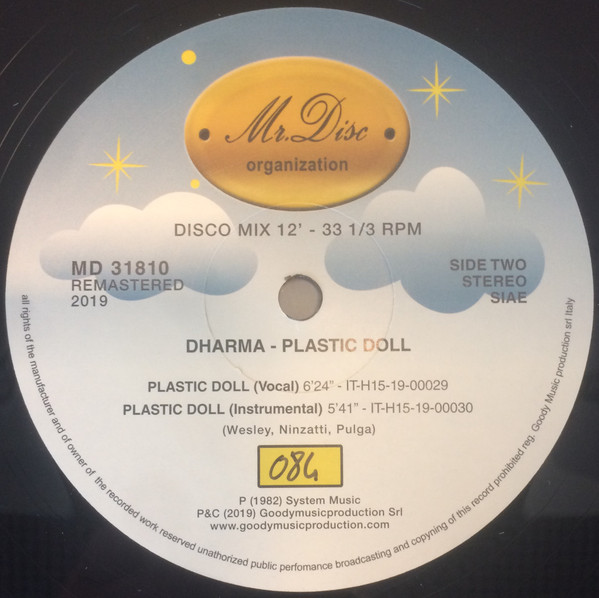 Mr. Disc
organization
DISCO MIX 12' - 33 1/3 RPM
MD 31810
REMASTERED
2019
SIDE TWO
STEREO
SIAE
DHARMA - PLASTIC DOLL
PLASTIC DOLL (Vocal) 6'24" - IT-H15-19-00029
PLASTIC DOLL (Instrumental) 5'41" - IT-H15-19-00030
(Wesley, Ninzatti, Pulga)
084
P (1982) System Music
P&C (2019) Goodymusicproduction Srl
www.goodymusicproduction.com
all rights of the manufacturer and of owner of the recorded work reserved unathorized public perfomance broadcasting and copyning of this record prohibited reg. Goody Music production srl Italy